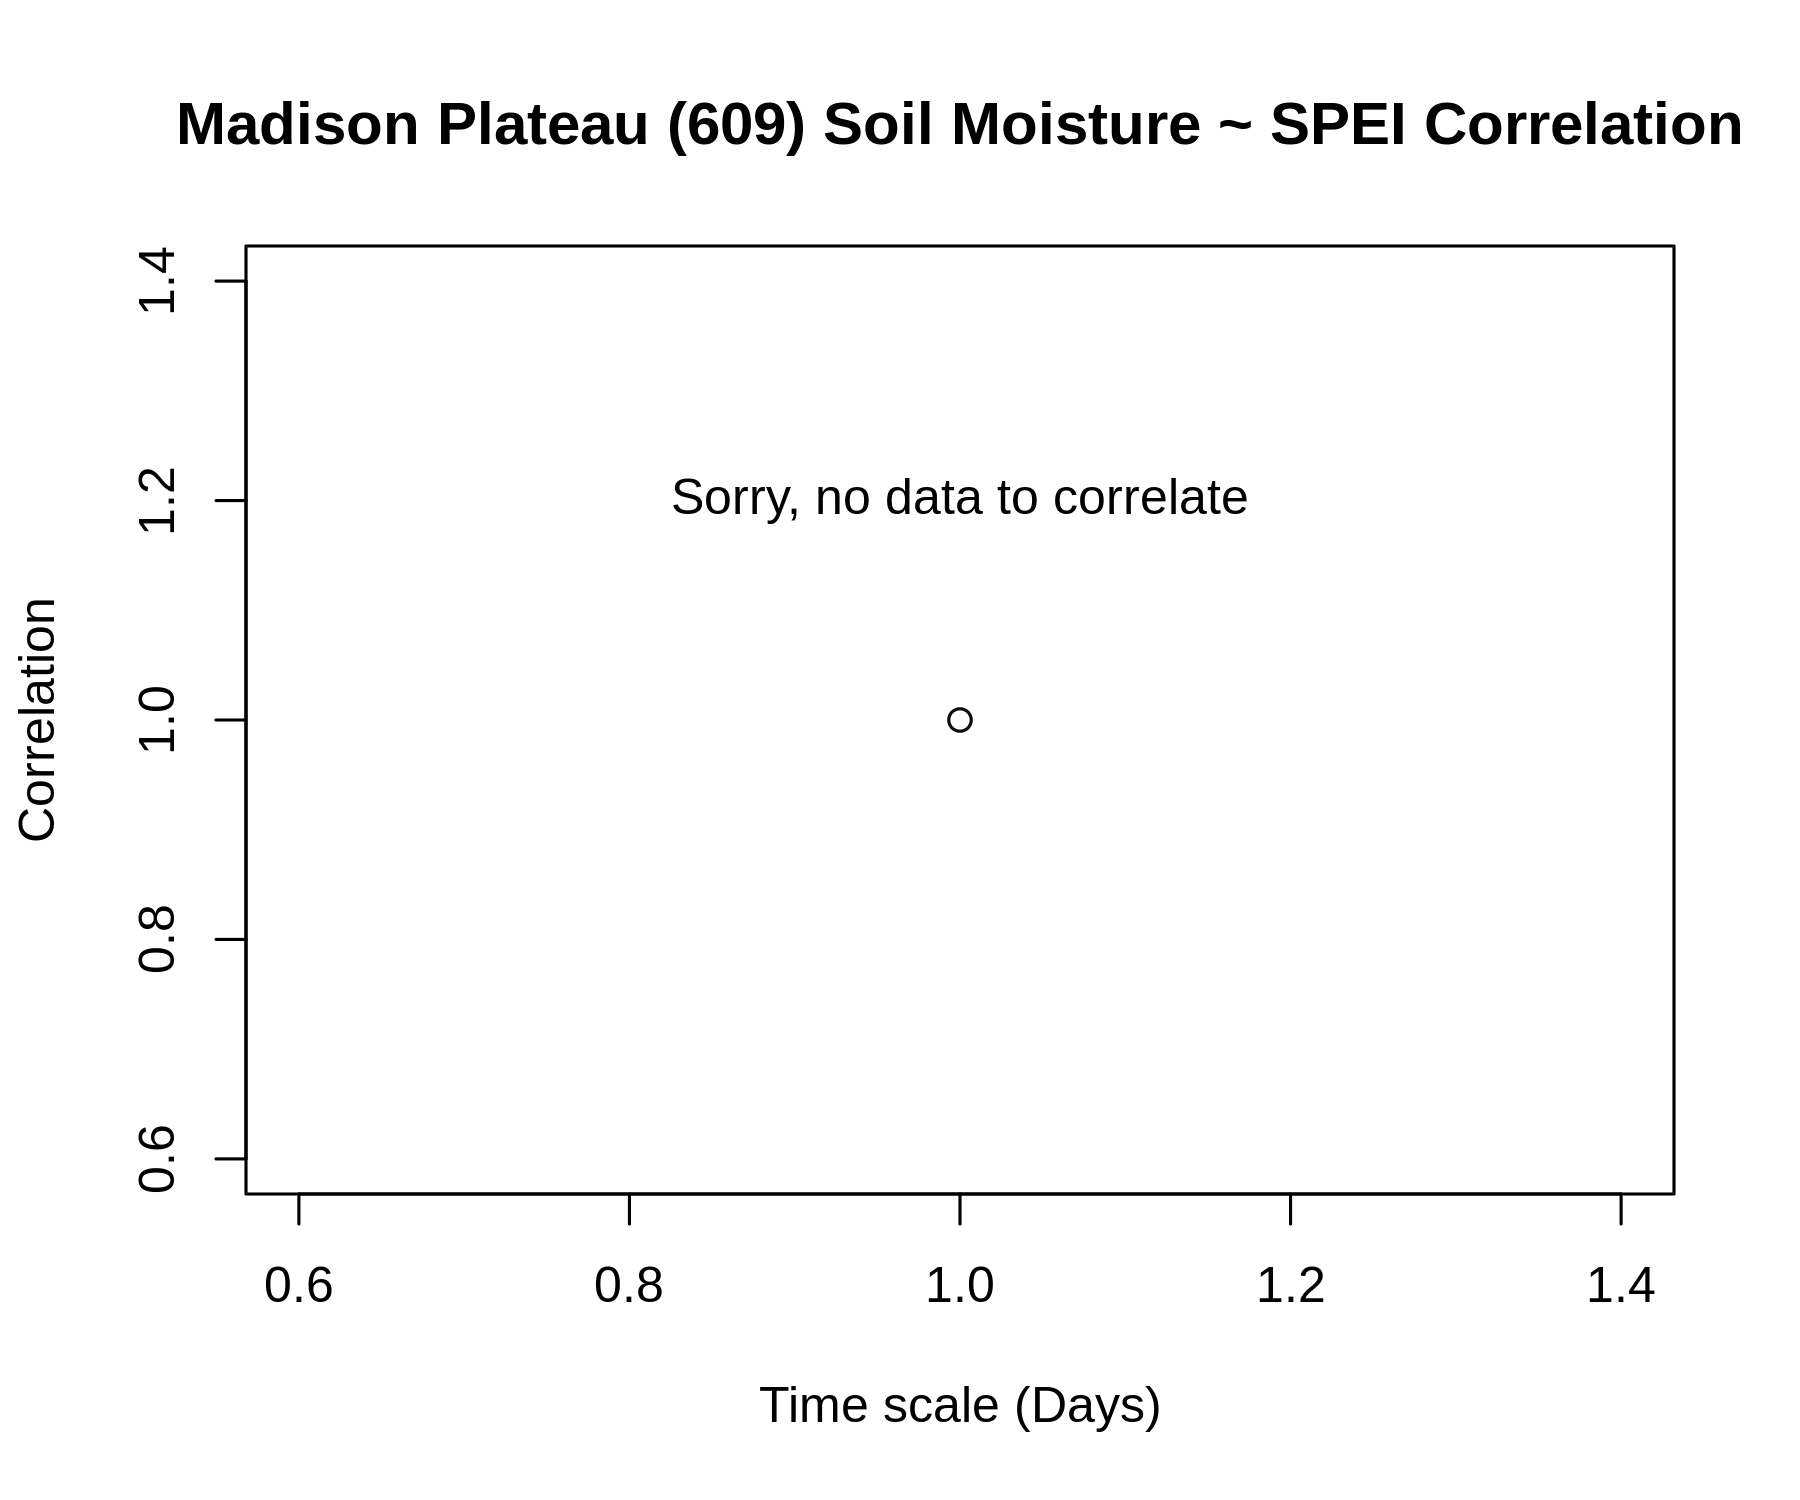 Madison Plateau (609) Soil Moisture ~ SPEI Correlation
1.4
1.2
1.0
0.8
0.6
Correlation
Sorry, no data to correlate
0.6 0.8 1.0 1.2 1.4
Time scale (Days)